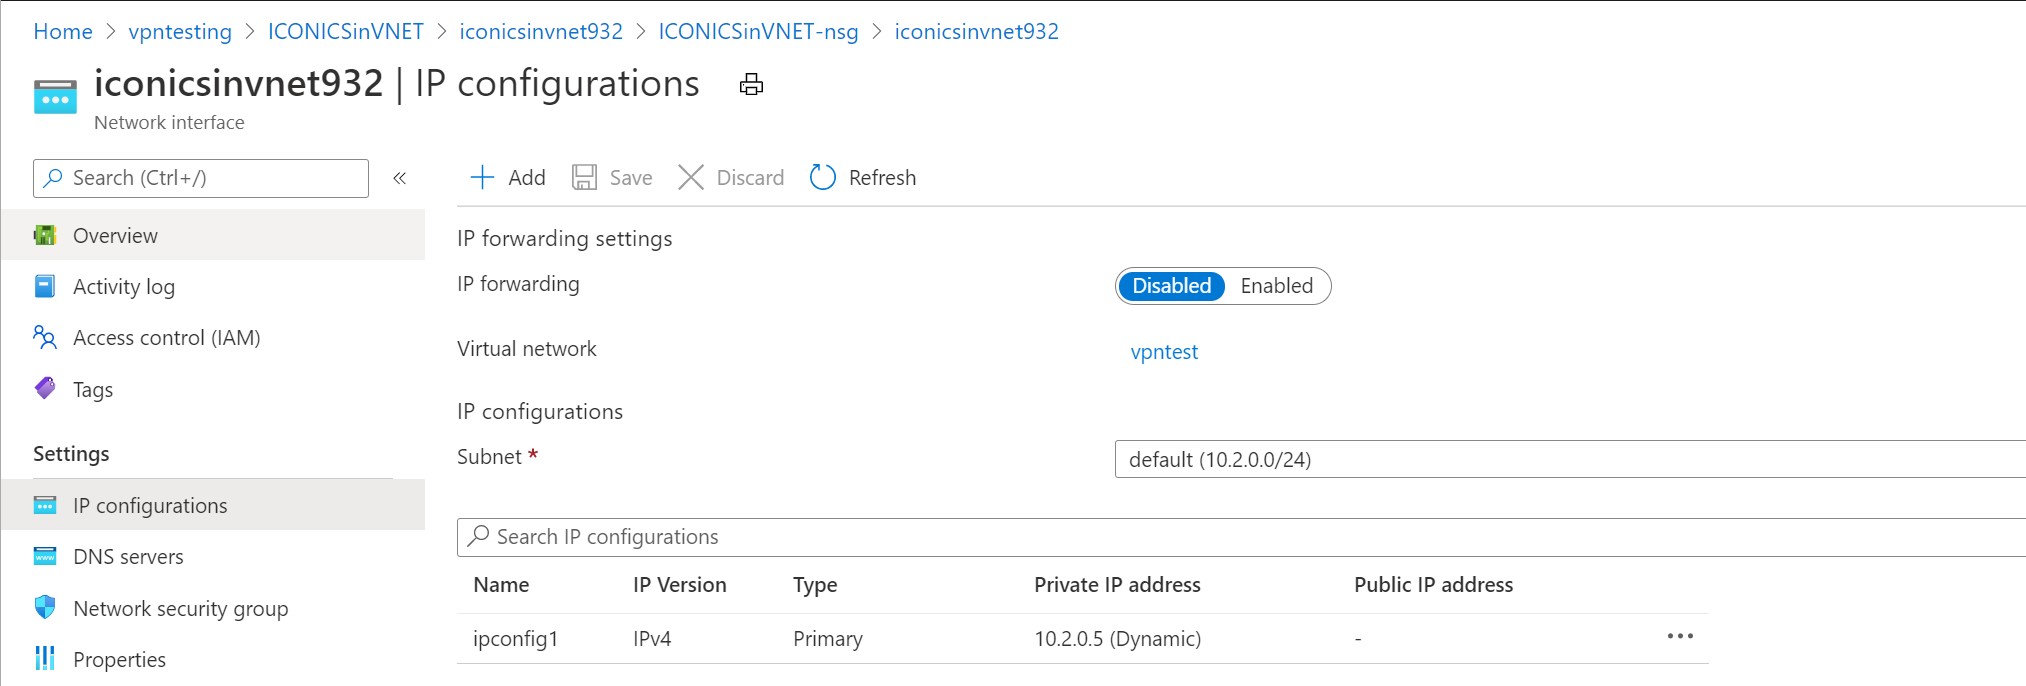 Home > vpntesting > ICONICSinVNET > iconicsinvnet932 > ICONICSinVNET-nsg > iconicsinvnet932
iconicsinvnet932 | IP configurations
Network interface
Search (Ctrl+/)
«
Overview
Activity log
Access control (IAM)
Tags
Settings
IP configurations
DNS servers
Network security group
Properties
Add Save Discard Refresh
IP forwarding settings
IP forwarding Disabled Enabled
Virtual network vpntest
IP configurations
Subnet * default (10.2.0.0/24)
Search IP configurations
Name IP Version Type Private IP address Public IP address
ipconfig1 IPv4 Primary 10.2.0.5 (Dynamic) - •••